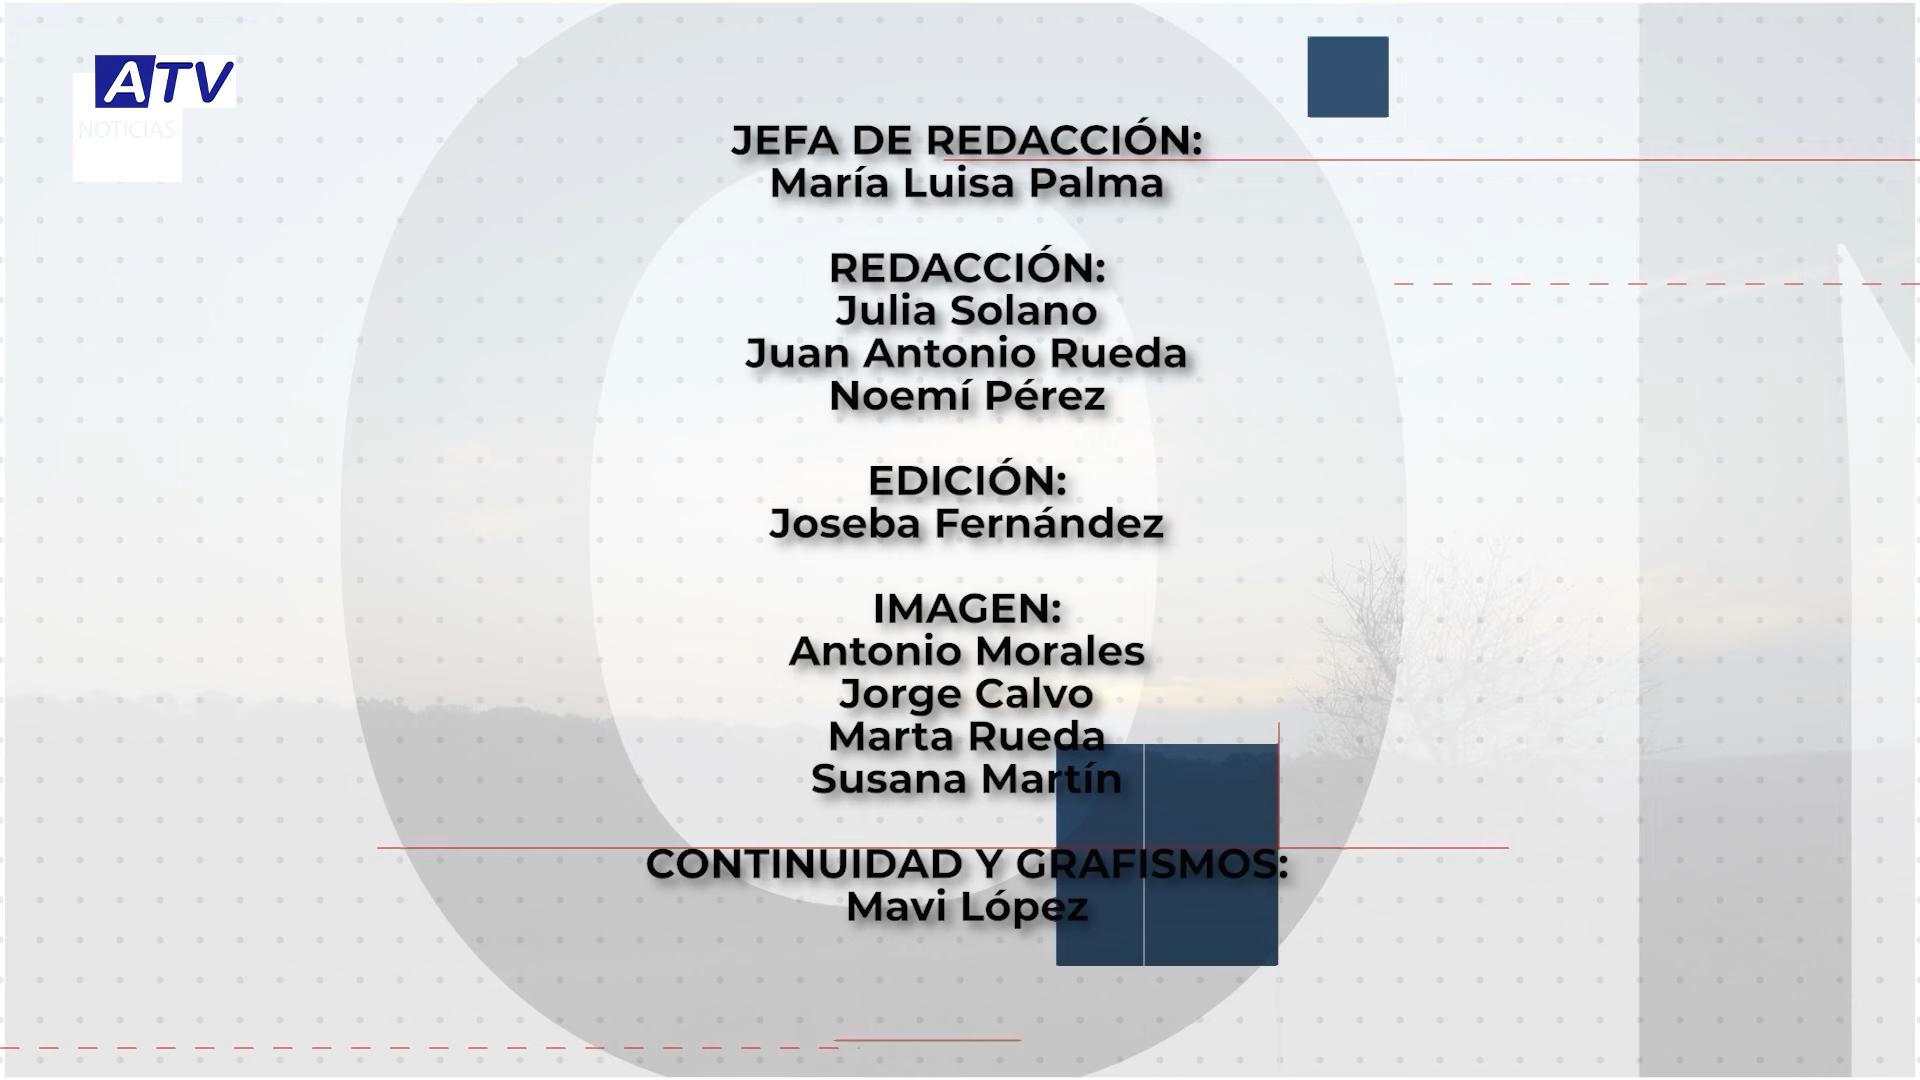 ATV
NOTICIAS
JEFA DE REDACCIÓN:
María Luisa Palma
REDACCIÓN:
Julia Solano
Juan Antonio Rueda
Noemí Pérez
EDICIÓN:
Joseba Fernández
IMAGEN:
Antonio Morales
Jorge Calvo
Marta Rueda
Susana Martín
CONTINUIDAD Y GRAFISMOS:
Mavi López